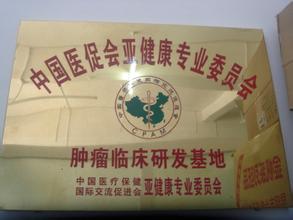 中国医促会亚健康专业委员会
CPAM
肿瘤临床研发基地
中国医疗保健
国际交流促进会 亚健康专业委员会